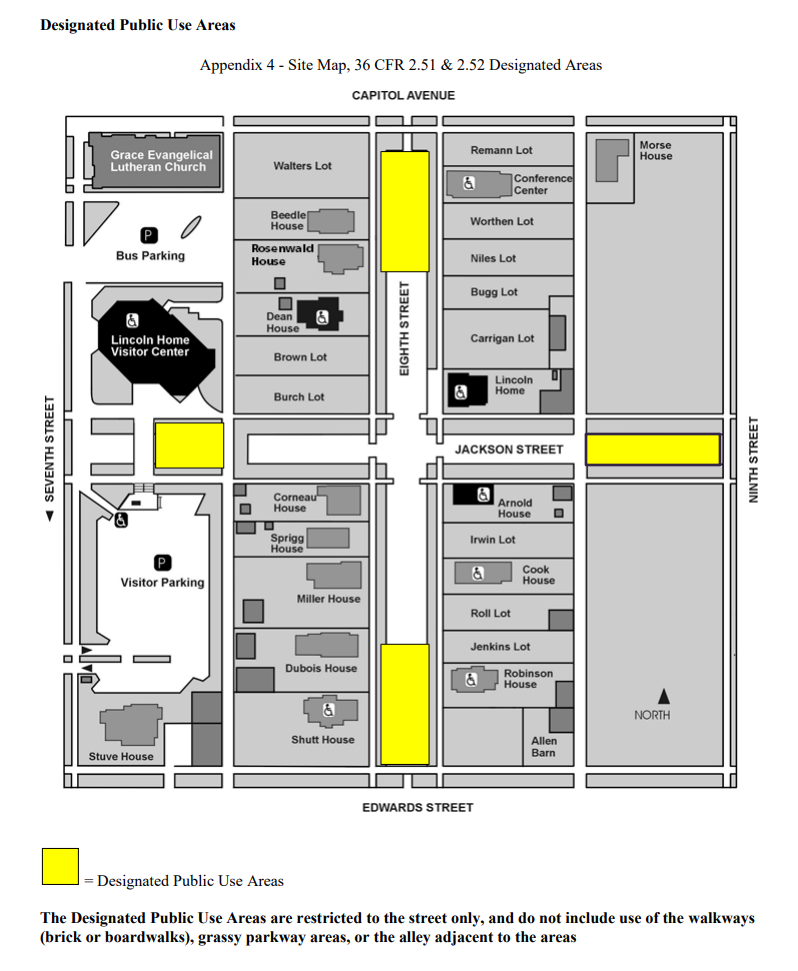 Designated Public Use Areas
Appendix 4 - Site Map, 36 CFR 2.51 & 2.52 Designated Areas
CAPITOL AVENUE
Grace Evangelical
Lutheran Church
Walters Lot
Remann Lot
Morse
House
Conference
Center
P
Bus Parking
Beedle
House
Worthen Lot
Rosenwald
House
Niles Lot
EIGHTH STREET
Bugg Lot
Dean
House
Lincoln Home
Visitor Center
Carrigan Lot
Brown Lot
Lincoln
Home
Burch Lot
SEVENTH STREET
JACKSON STREET
NINTH STREET
Corneau
House
Arnold
House
Sprigg
House
Irwin Lot
P
Visitor Parking
Cook
House
Miller House
Roll Lot
Jenkins Lot
Dubois House
Robinson
House
NORTH
Shutt House
Allen
Barn
Stuve House
EDWARDS STREET
= Designated Public Use Areas
The Designated Public Use Areas are restricted to the street only, and do not include use of the walkways
(brick or boardwalks), grassy parkway areas, or the alley adjacent to the areas